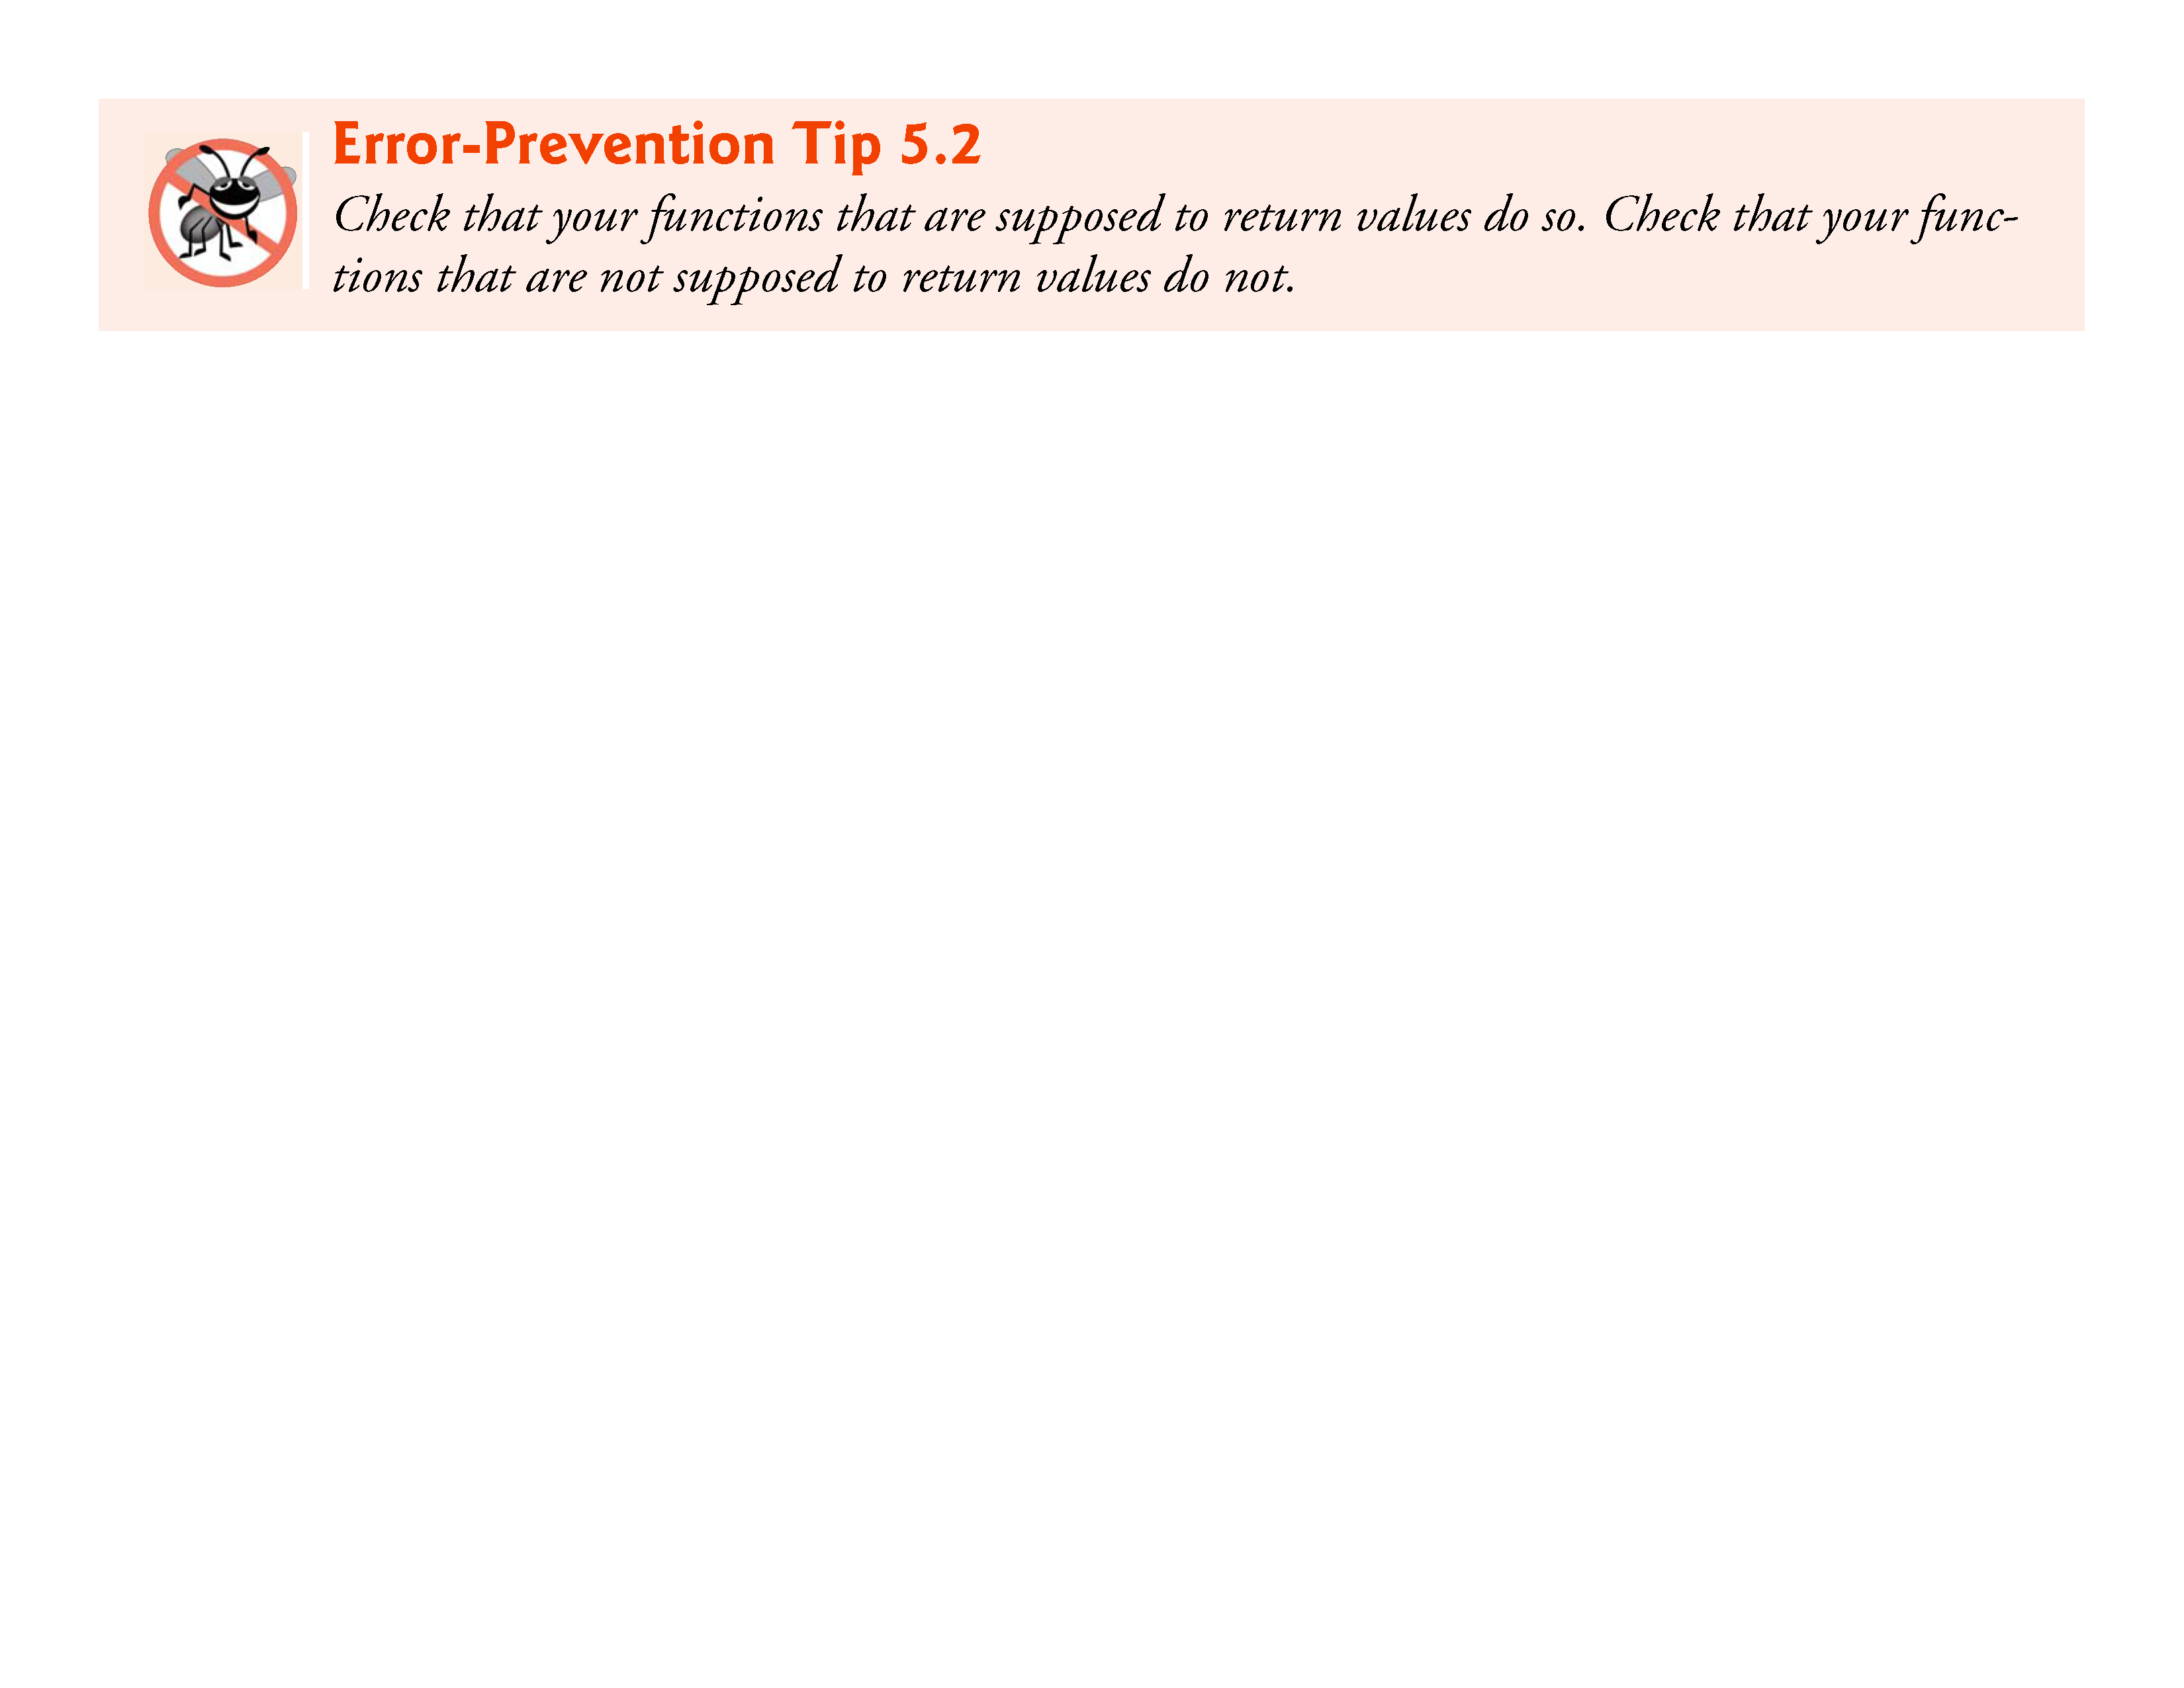 Error-Prevention Tip 5.2
Check that your functions that are supposed to return values do so. Check that your func-
tions that are not supposed to return values do not.